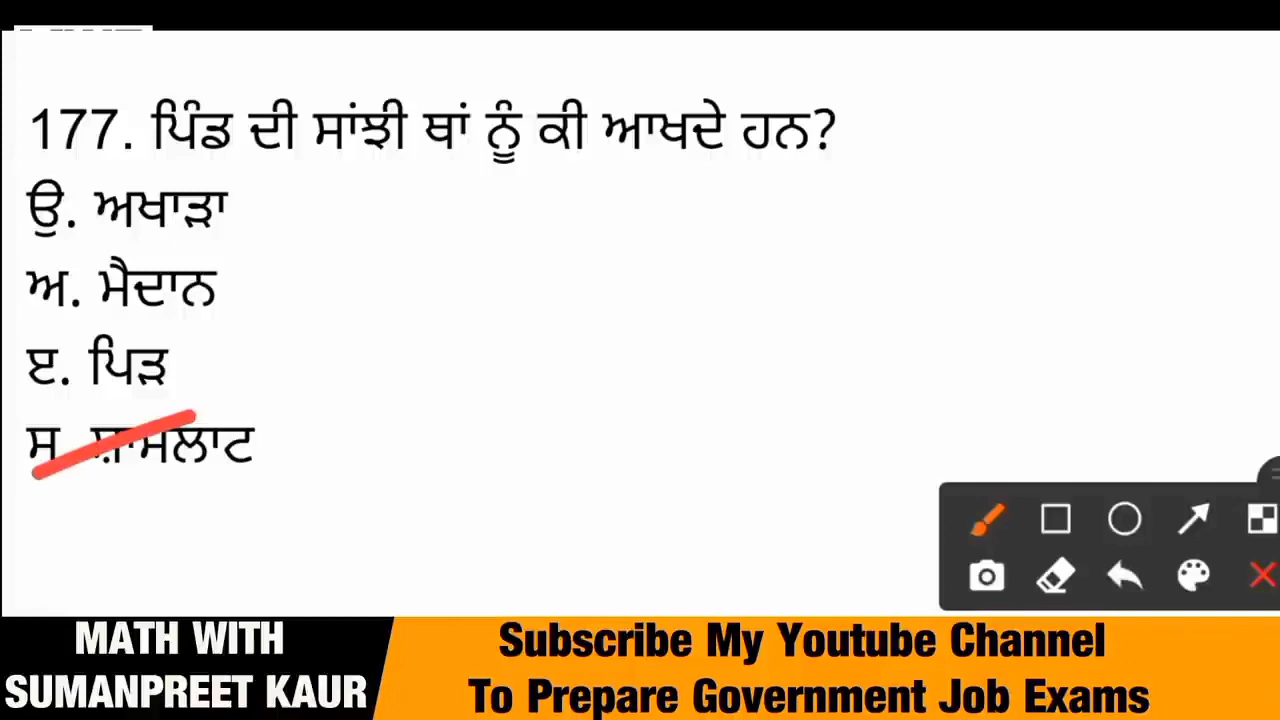 177. ਪਿੰਡ ਦੀ ਸਾਂਝੀ ਥਾਂ ਨੂੰ ਕੀ ਆਖਦੇ ਹਨ?
ੳ. ਅਖਾੜਾ
ਅ. ਮੈਦਾਨ
ੲ. ਪਿੜ
ਸ. ਸ਼ਾਮਲਾਟ
MATH WITH
SUMANPREET KAUR
Subscribe My Youtube Channel
To Prepare Government Job Exams